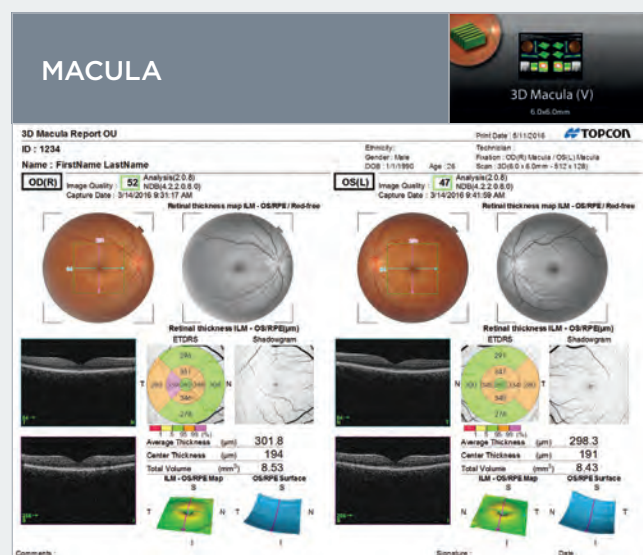 MACULA
3D Macula (V)
6.0x6.0mm
3D Macula Report OU
Print Date : 5/11/2016
TOPCON
ID : 1234
Ethnicity :
Technician :
Gender : Male
Fixation : OD(R) Macula / OS(L) Macula
Name : FirstName LastName
DOB : 1/1/1990 Age : 26
Scan : 3D(6.0 x 6.0mm - 512 x 128)
OD(R)
Image Quality : 52
Analysis(2.0.8)
NDB(4.2.2.0.8.0)
Capture Date : 3/14/2016 9:31:17 AM
OS(L)
Image Quality : 47
Analysis(2.0.8)
NDB(4.2.2.0.8.0)
Capture Date : 3/14/2016 9:41:59 AM
Retinal thickness map ILM - OS/RPE / Red-free
Retinal thickness map ILM - OS/RPE / Red-free
Retinal thickness ILM - OS/RPE(µm)
Retinal thickness ILM - OS/RPE(µm)
ETDRS
Shadowgram
ETDRS
Shadowgram
T
N
N
T
Average Thickness (µm) 301.8
Center Thickness (µm) 194
Total Volume (mm³) 8.53
Average Thickness (µm) 298.3
Center Thickness (µm) 191
Total Volume (mm³) 8.43
ILM - OS/RPE Map
OS/RPE Surface
ILM - OS/RPE Map
OS/RPE Surface
S
S
S
S
T
N T
N
N
T N
T
I
I
I
I
Comments :
Signature :
Date :